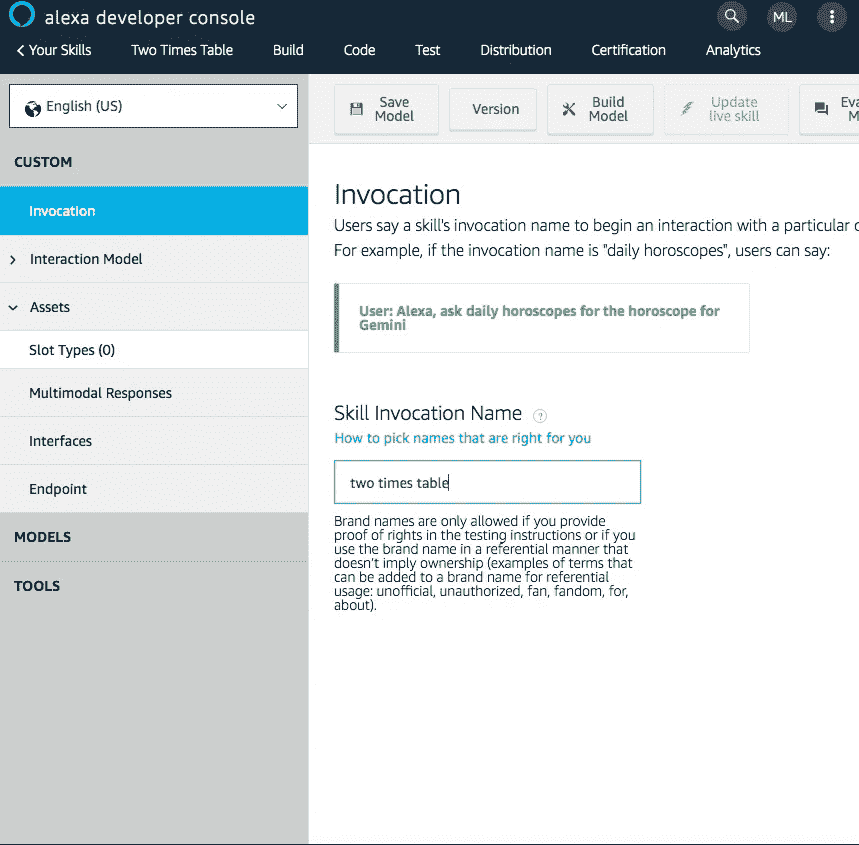 alexa developer console
ML
Your Skills Two Times Table Build Code Test Distribution Certification Analytics
English (US)
Save Model
Version
Build Model
Update live skill
CUSTOM
Invocation
Interaction Model
Assets
Slot Types (0)
Multimodal Responses
Interfaces
Endpoint
MODELS
TOOLS
Invocation
Users say a skill's invocation name to begin an interaction with a particular
For example, if the invocation name is "daily horoscopes", users can say:
User: Alexa, ask daily horoscopes for the horoscope for
Gemini
Skill Invocation Name ?
How to pick names that are right for you
two times table
Brand names are only allowed if you provide
proof of rights in the testing instructions or if you
use the brand name in a referential manner that
doesn't imply ownership (examples of terms that
can be added to a brand name for referential
usage: unofficial, unauthorized, fan, fandom, for,
about).